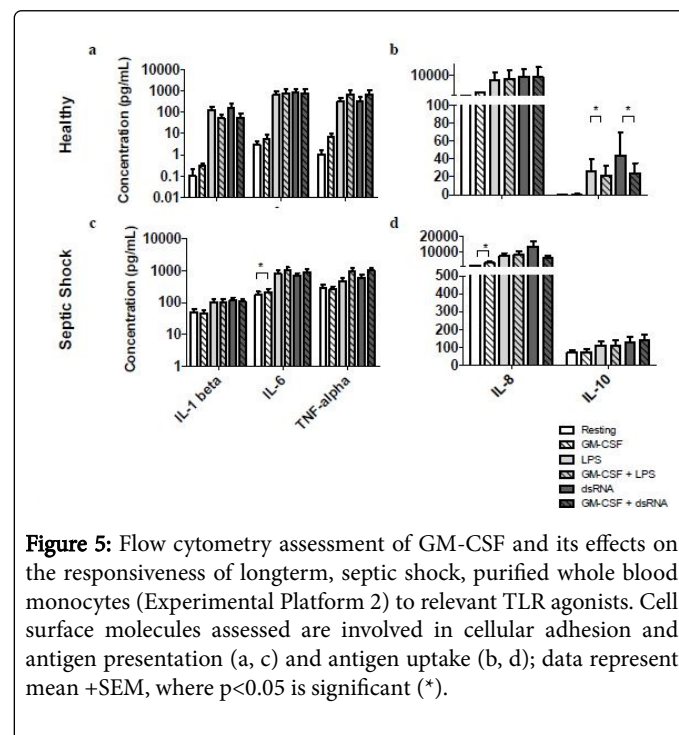 a
b
Healthy
Concentration (pg/mL)
10000
1000
100
10
1
0.1
0.01
10000
100
80
60
40
20
0
*
*
c
d
Septic Shock
Concentration (pg/mL)
10000
1000
100
10
1
*
20000
10000
500
400
300
200
100
0
*
IL-1 beta
IL-6
TNF-alpha
IL-8
IL-10
Resting
GM-CSF
LPS
GM-CSF + LPS
dsRNA
GM-CSF + dsRNA
Figure 5: Flow cytometry assessment of GM-CSF and its effects on
the responsiveness of longterm, septic shock, purified whole blood
monocytes (Experimental Platform 2) to relevant TLR agonists. Cell
surface molecules assessed are involved in cellular adhesion and
antigen presentation (a, c) and antigen uptake (b, d); data represent
mean +SEM, where p<0.05 is significant (*).